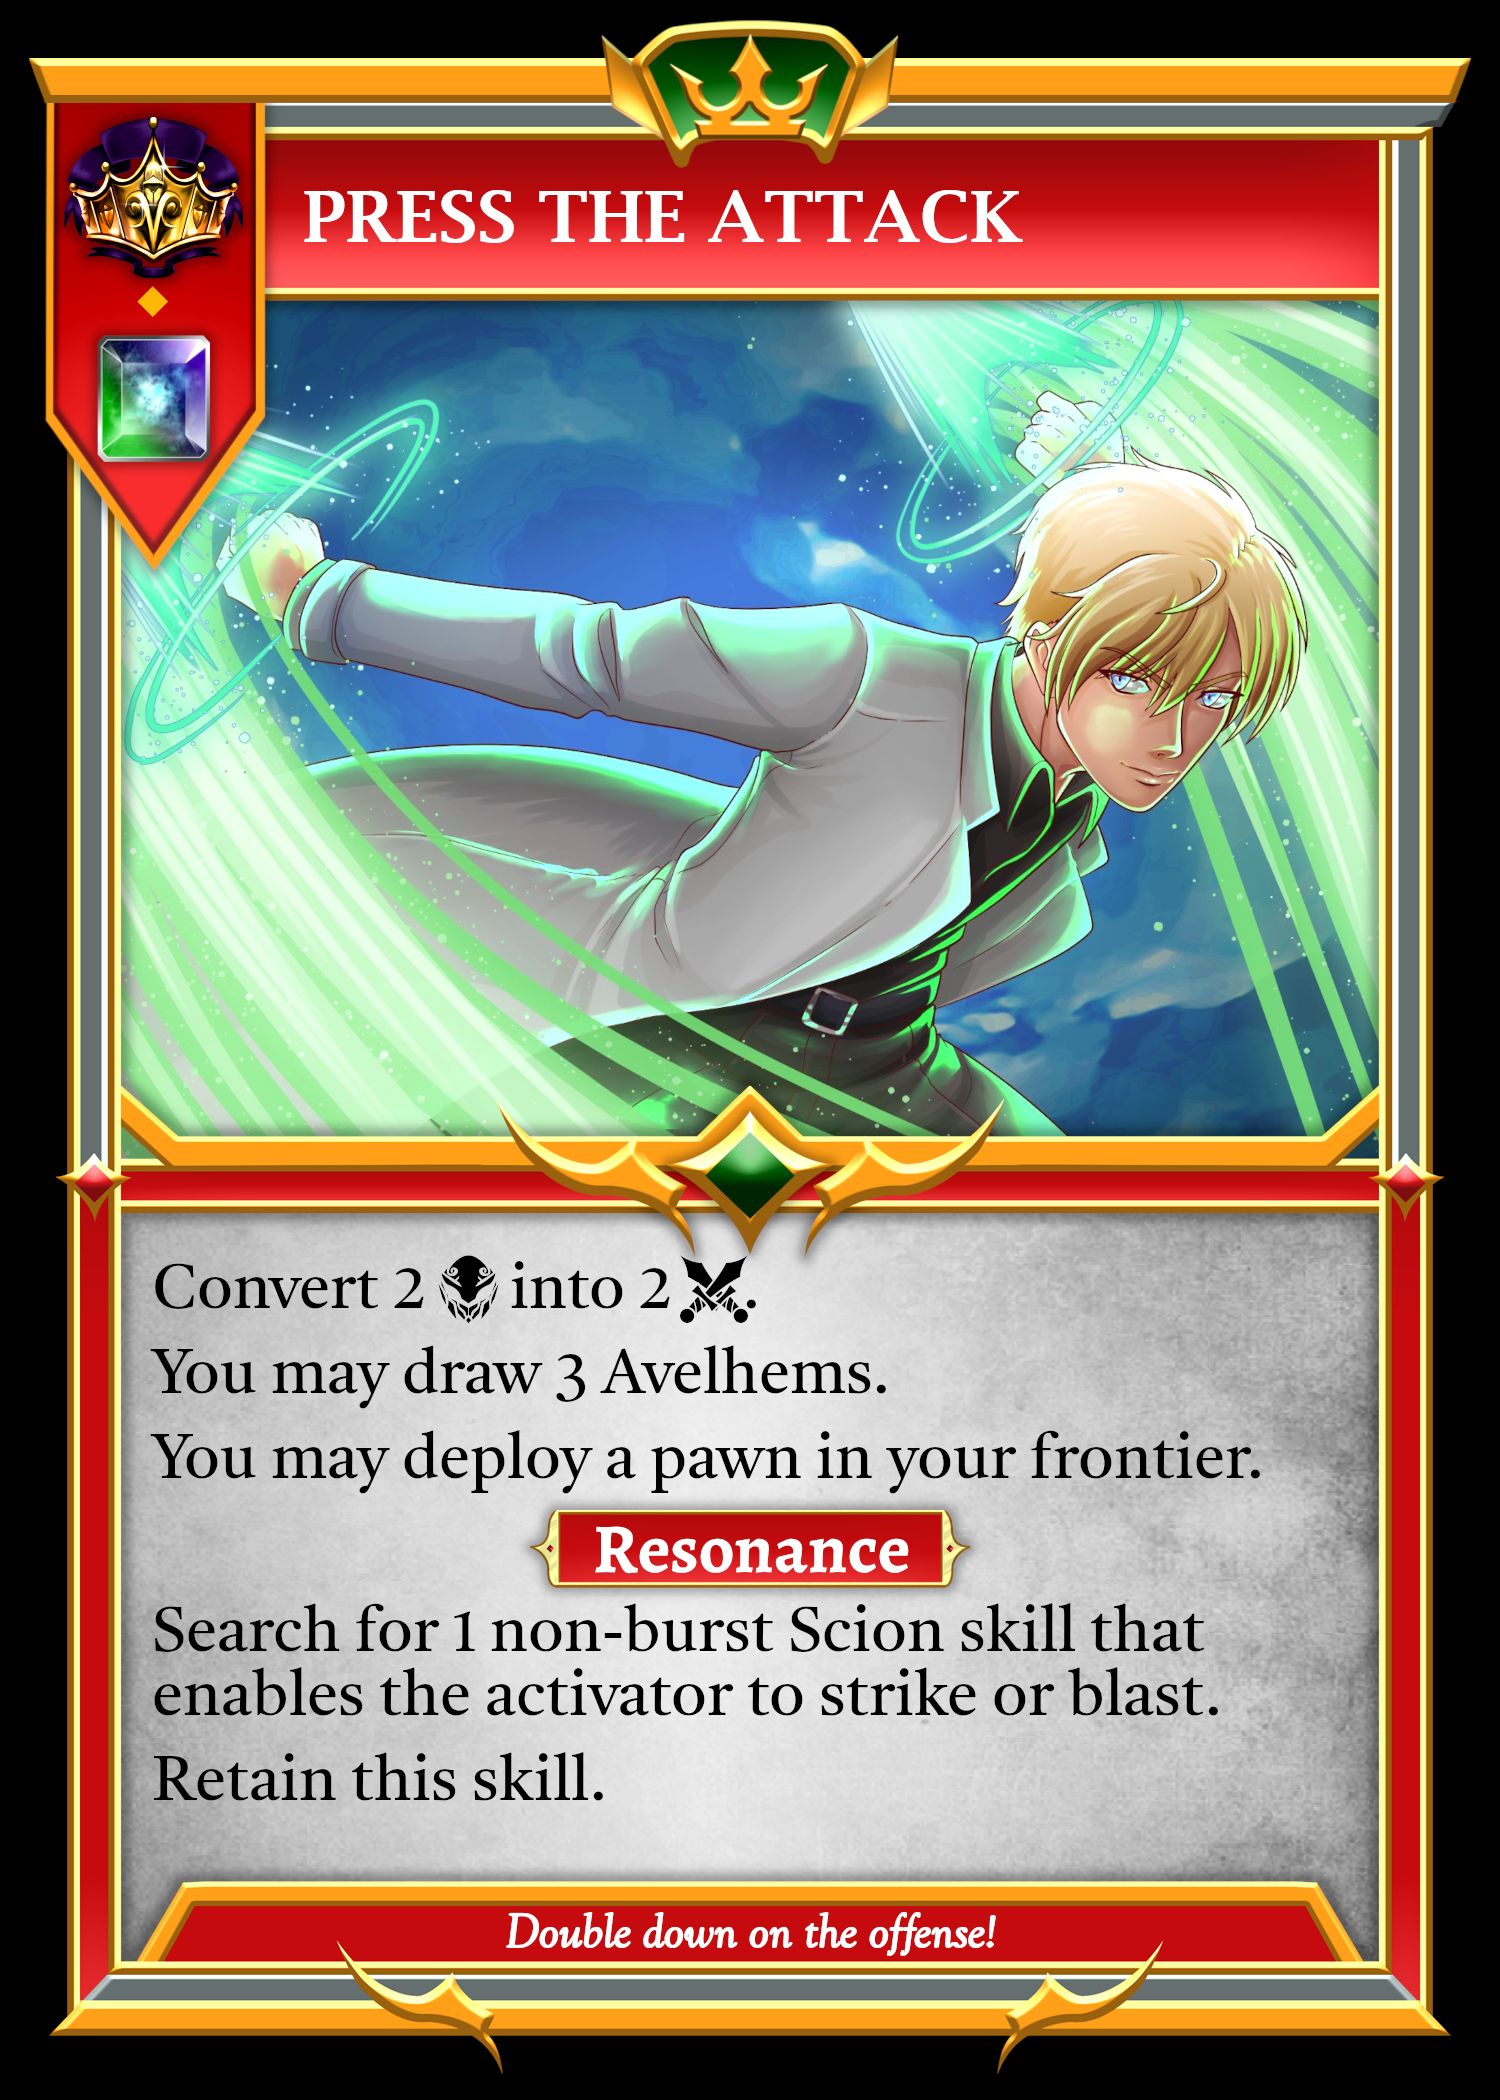 PRESS THE ATTACK
Convert 2 into 2 .
You may draw 3 Avelhems.
You may deploy a pawn in your frontier.
Resonance
Search for 1 non-burst Scion skill that
enables the activator to strike or blast.
Retain this skill.
Double down on the offense!